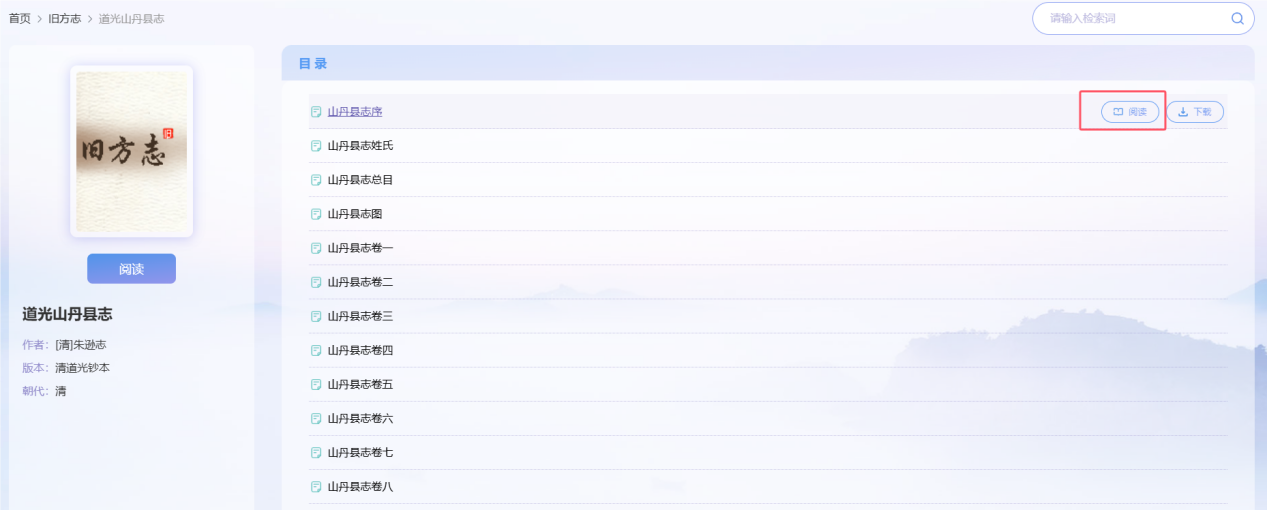 首页 > 旧方志 > 道光山丹县志
请输入检索词
旧方志
旧
阅读
道光山丹县志
作者：[清]朱逊志
版本：清道光钞本
朝代：清
目录
山丹县志序 阅读 下载
山丹县志姓氏
山丹县志总目
山丹县志图
山丹县志卷一
山丹县志卷二
山丹县志卷三
山丹县志卷四
山丹县志卷五
山丹县志卷六
山丹县志卷七
山丹县志卷八